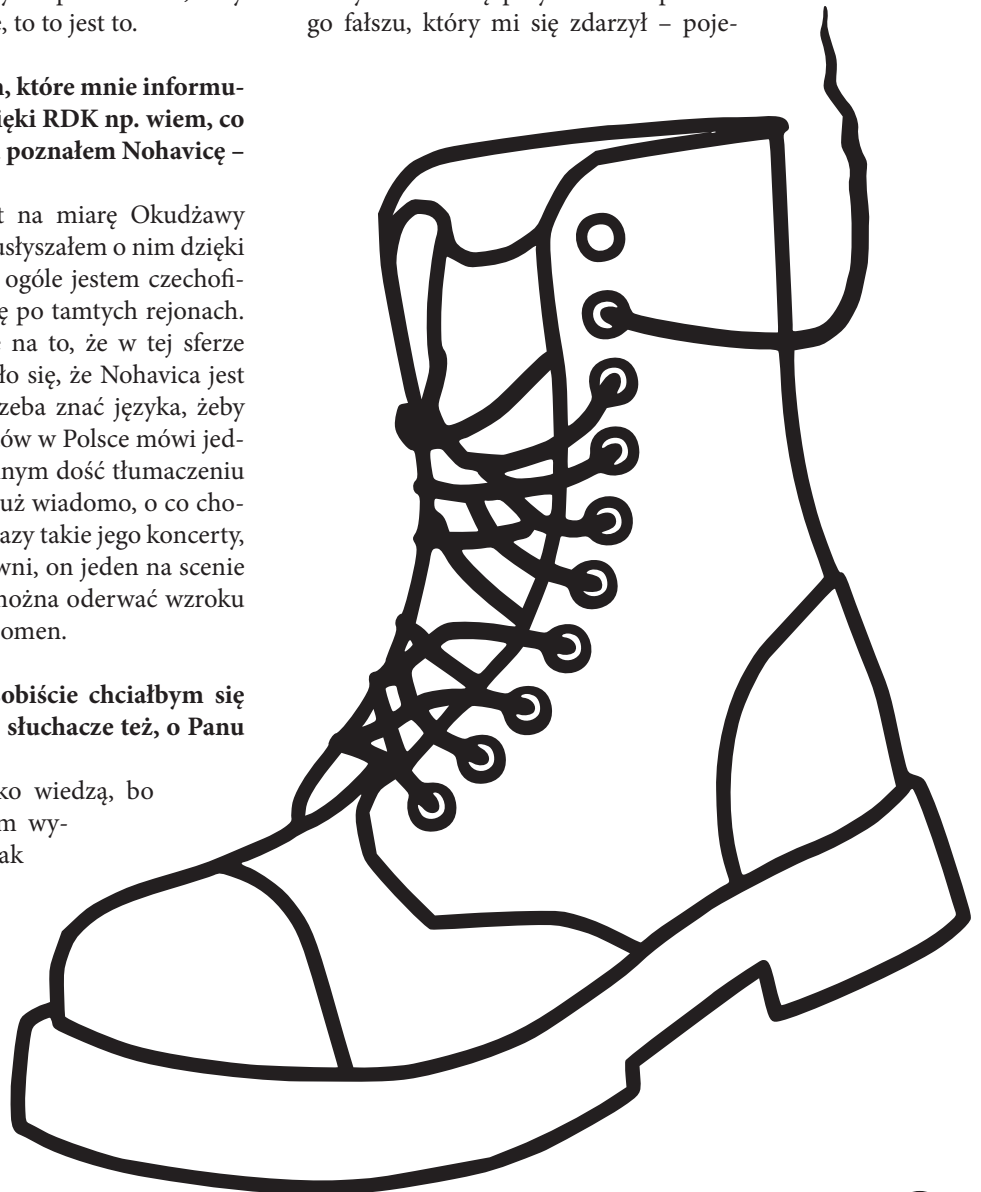 , to to jest to.
, które mnie informu-
ięki RDK np. wiem, co
poznałem Nohavicę –
na miarę Okudżawy
usłyszałem o nim dzięki
ogóle jestem czechofi-
ę po tamtych rejonach.
na to, że w tej sferze
ło się, że Nohavica jest
zeba znać języka, żeby
ów w Polsce mówi jed-
nnym dość tłumaczeniu
uż wiadomo, o co cho-
azy takie jego koncerty,
wni, on jeden na scenie
można oderwać wzroku
omen.
obiście chciałbym się
słuchacze też, o Panu
ko wiedzą, bo
m wy-
ak
go fałszu, który mi się zdarzył – poje-